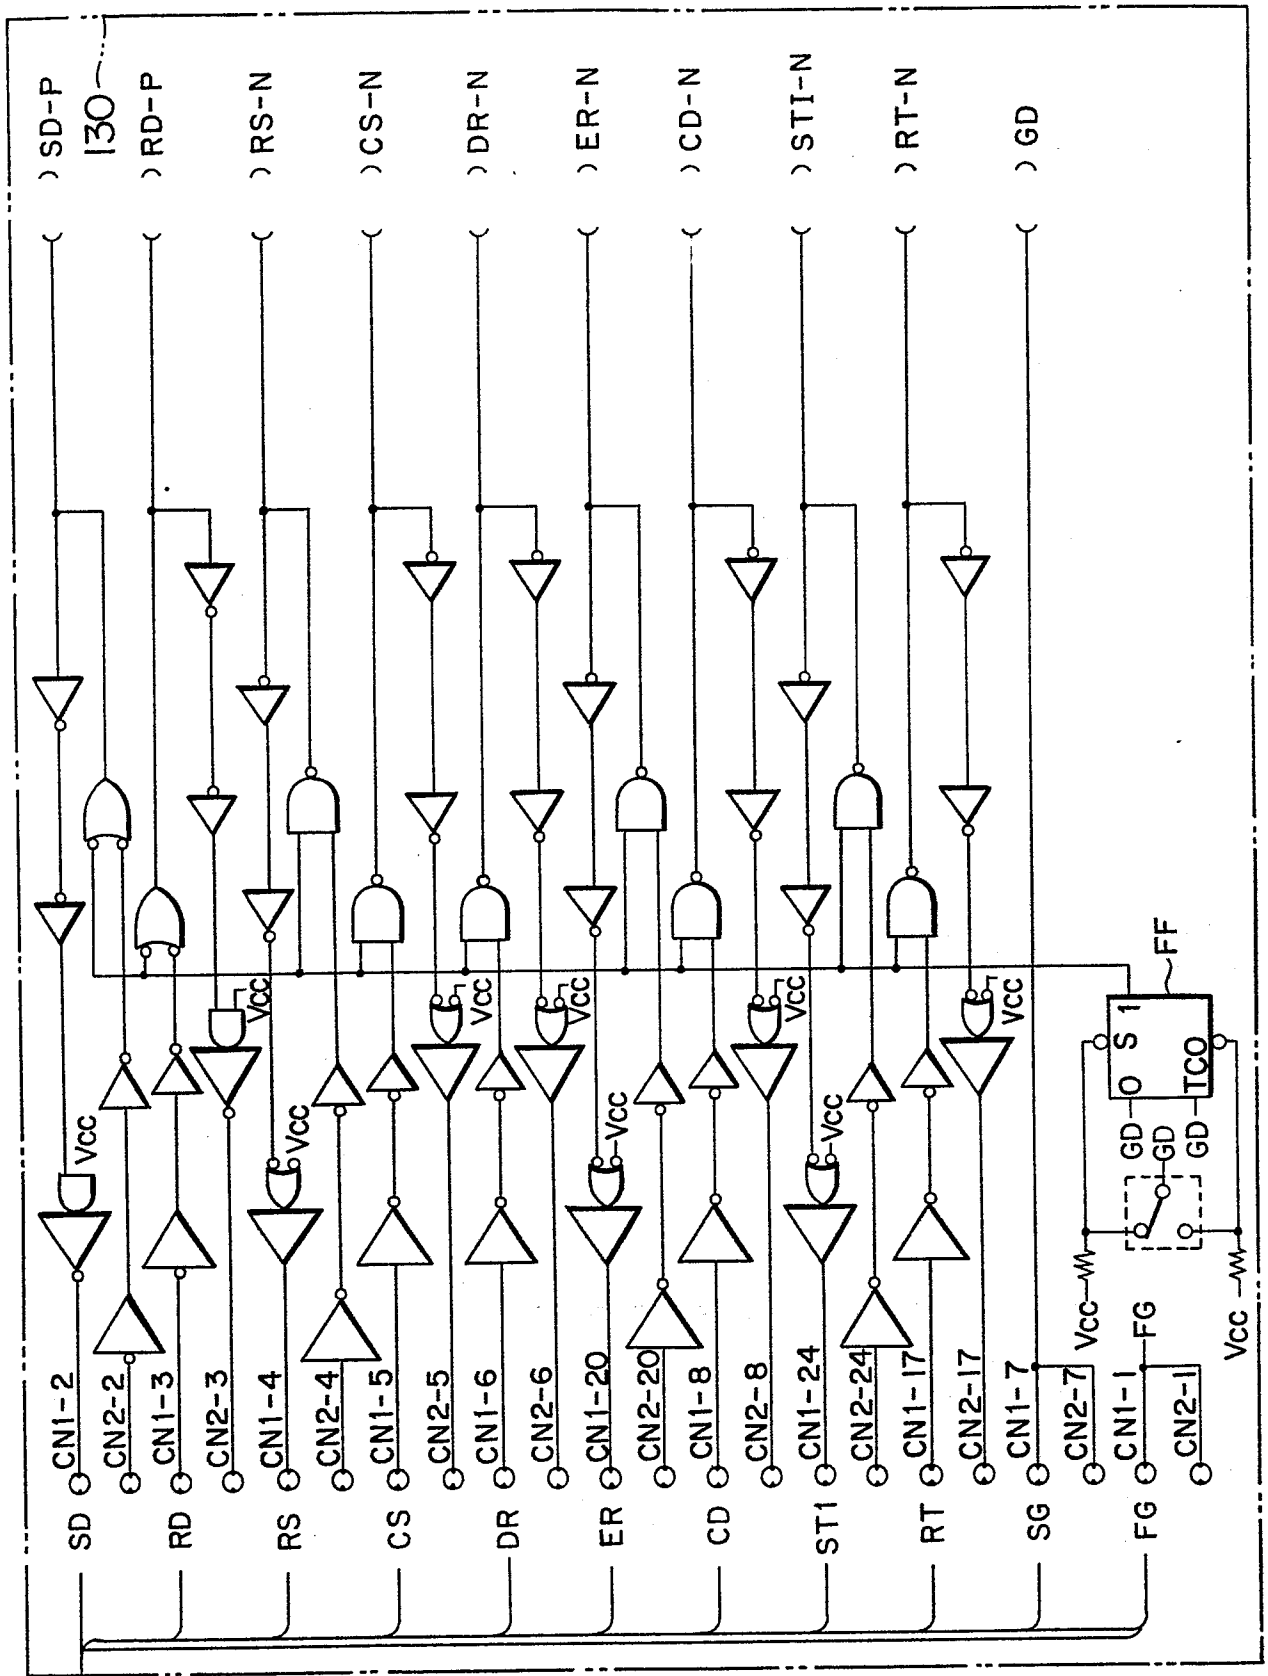 130
SD-P
RD-P
RS-N
CS-N
DR-N
ER-N
CD-N
STI-N
RT-N
GD
Vcc
Vcc
Vcc
Vcc
Vcc
Vcc
Vcc
Vcc
Vcc
FF
S 1
O TCO
GD
GD
GD
Vcc
Vcc
FG
SD CN1-2
CN2-2
RD CN1-3
CN2-3
RS CN1-4
CN2-4
CS CN1-5
CN2-5
DR CN1-6
CN2-6
ER CN1-20
CN2-20
CD CN1-8
CN2-8
ST1 CN1-24
CN2-24
RT CN1-17
CN2-17
SG CN1-7
CN2-7
FG CN1-1
CN2-1